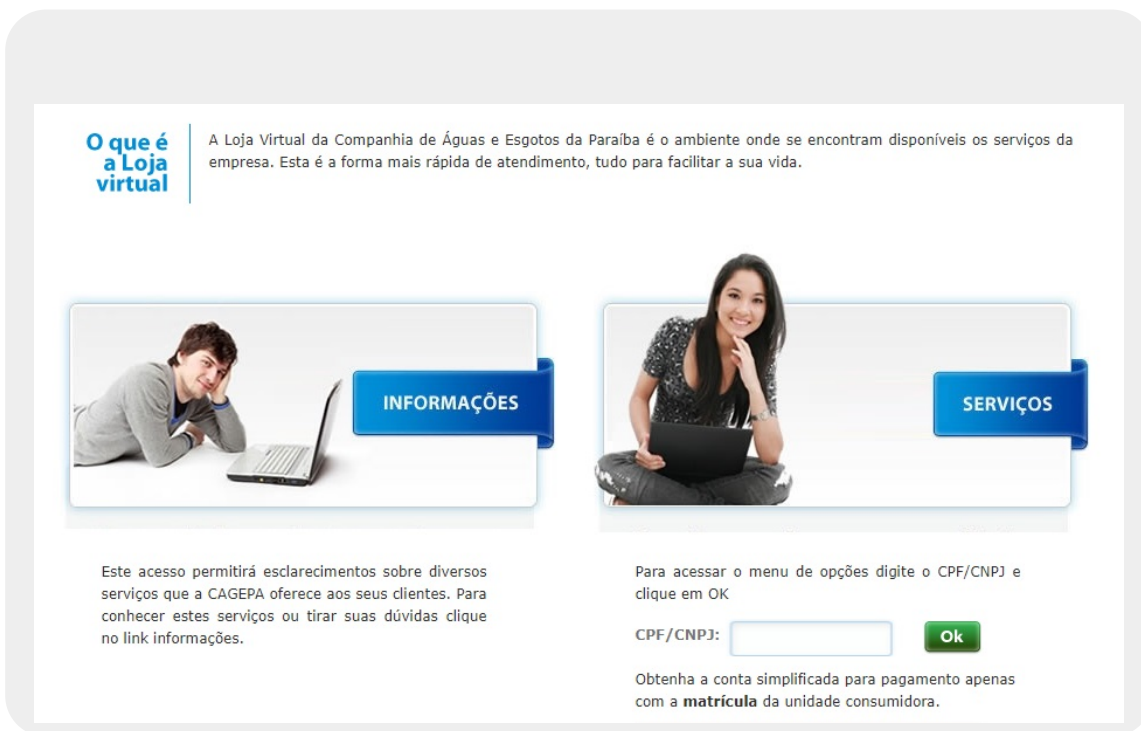 O que é
a Loja
virtual
A Loja Virtual da Companhia de Águas e Esgotos da Paraíba é o ambiente onde se encontram disponíveis os serviços da
empresa. Esta é a forma mais rápida de atendimento, tudo para facilitar a sua vida.
INFORMAÇÕES
SERVIÇOS
Este acesso permitirá esclarecimentos sobre diversos
serviços que a CAGEPA oferece aos seus clientes. Para
conhecer estes serviços ou tirar suas dúvidas clique
no link informações.
Para acessar o menu de opções digite o CPF/CNPJ e
clique em OK
CPF/CNPJ:
Ok
Obtenha a conta simplificada para pagamento apenas
com a matrícula da unidade consumidora.